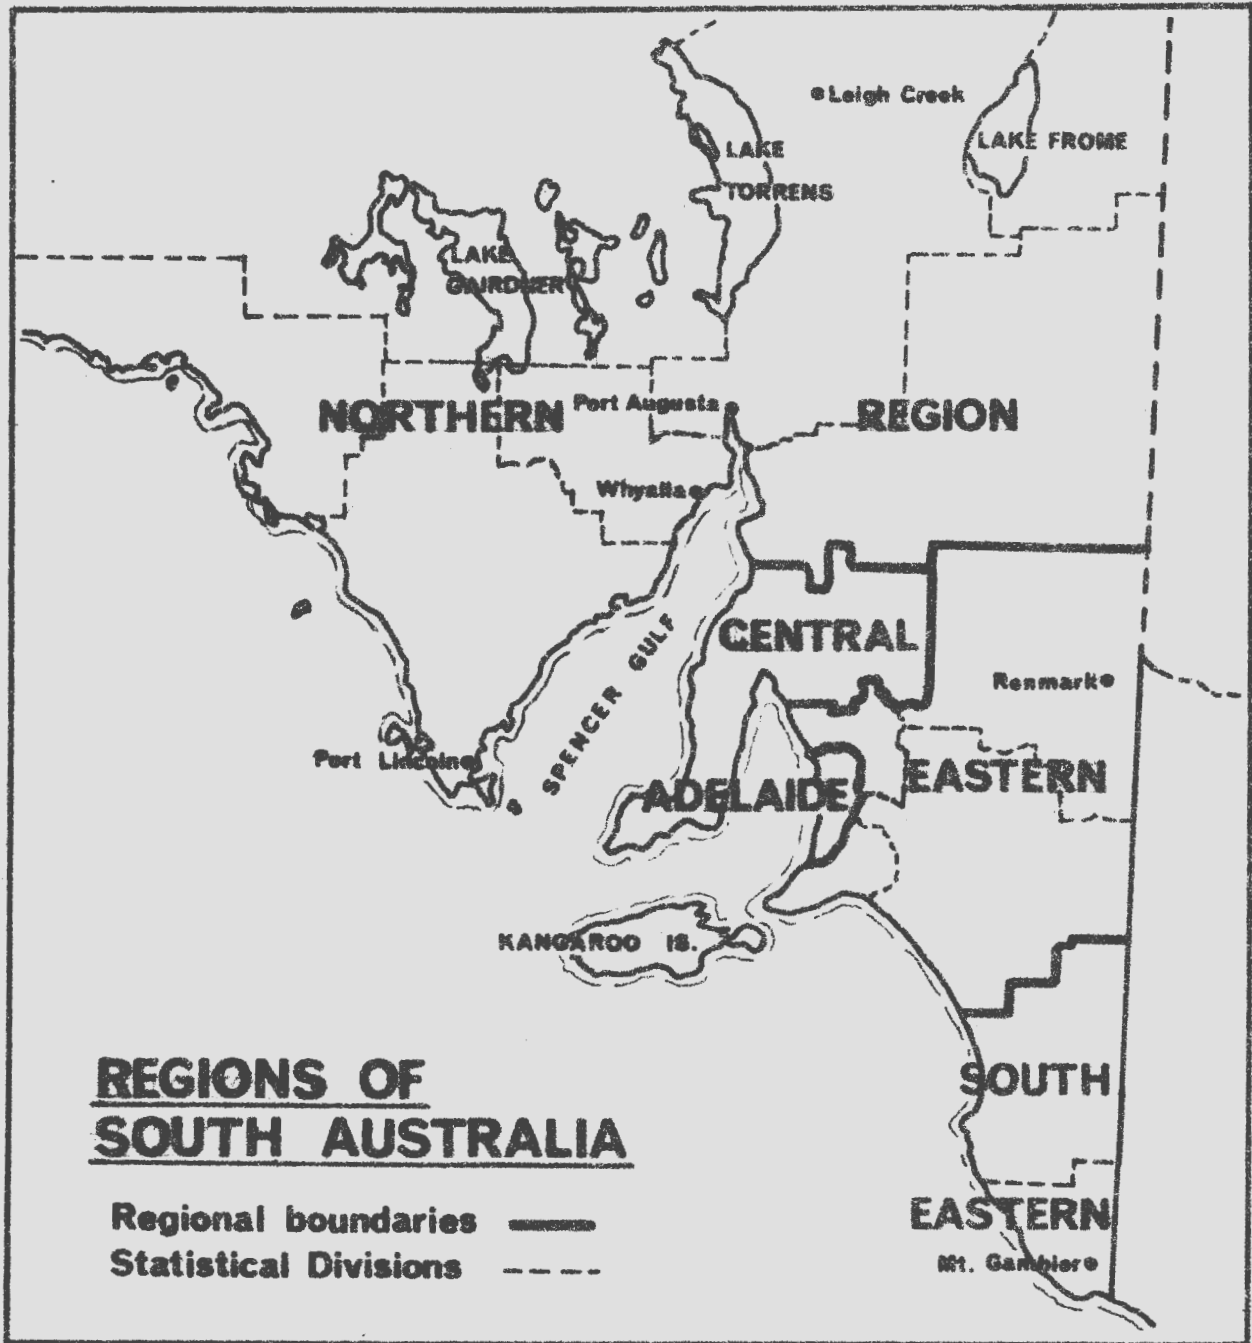 Leigh Creek
LAKE FROME
LAKE
TORRENS
LAKE
GAIRDNER
NORTHERN REGION
Port Augusta
Whyalla
CENTRAL
SPENCER GULF
Renmark
Port Lincoln
ADELAIDE
EASTERN
KANGAROO IS.
SOUTH
EASTERN
Mt. Gambier
REGIONS OF
SOUTH AUSTRALIA
Regional boundaries
Statistical Divisions